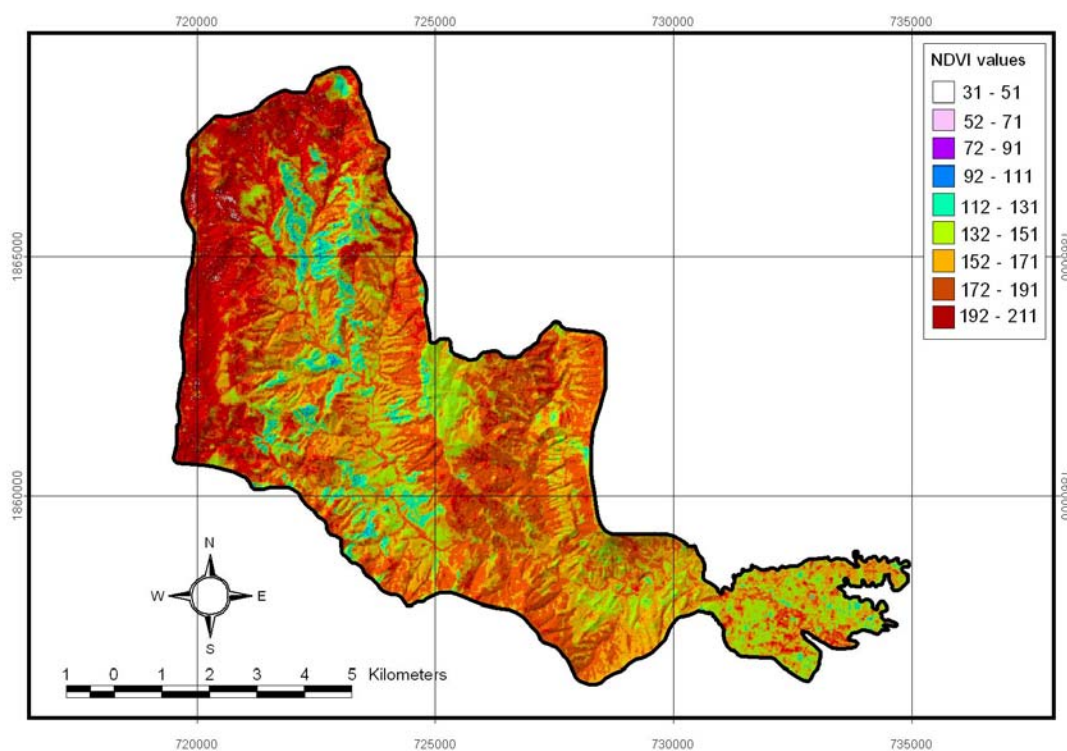 720000 725000 730000 735000
NDVI values
31 - 51
52 - 71
72 - 91
92 - 111
112 - 131
132 - 151
152 - 171
172 - 191
192 - 211
1865000 1865000
1860000 1860000
N
W E
S
1 0 1 2 3 4 5 Kilometers
720000 725000 730000 735000